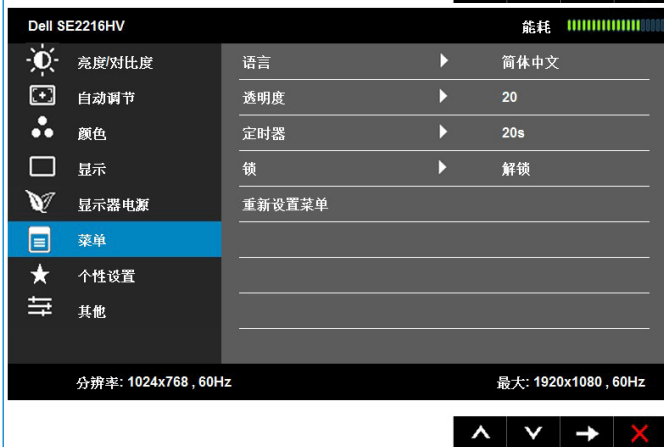 Dell SE2216HV 能耗
亮度/对比度 语言 简体中文
自动调节 透明度 20
颜色 定时器 20s
显示 锁 解锁
显示器电源 重新设置菜单
菜单
个性设置
其他
分辨率: 1024x768 , 60Hz 最大: 1920x1080 , 60Hz